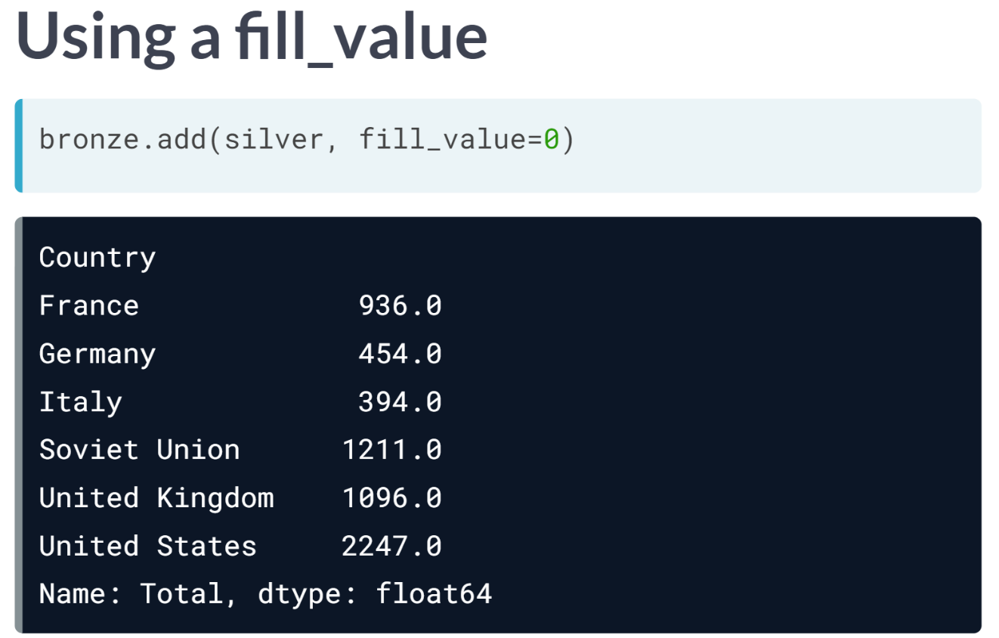 Using a fill_value
bronze.add(silver, fill_value=0)
Country
France 936.0
Germany 454.0
Italy 394.0
Soviet Union 1211.0
United Kingdom 1096.0
United States 2247.0
Name: Total, dtype: float64